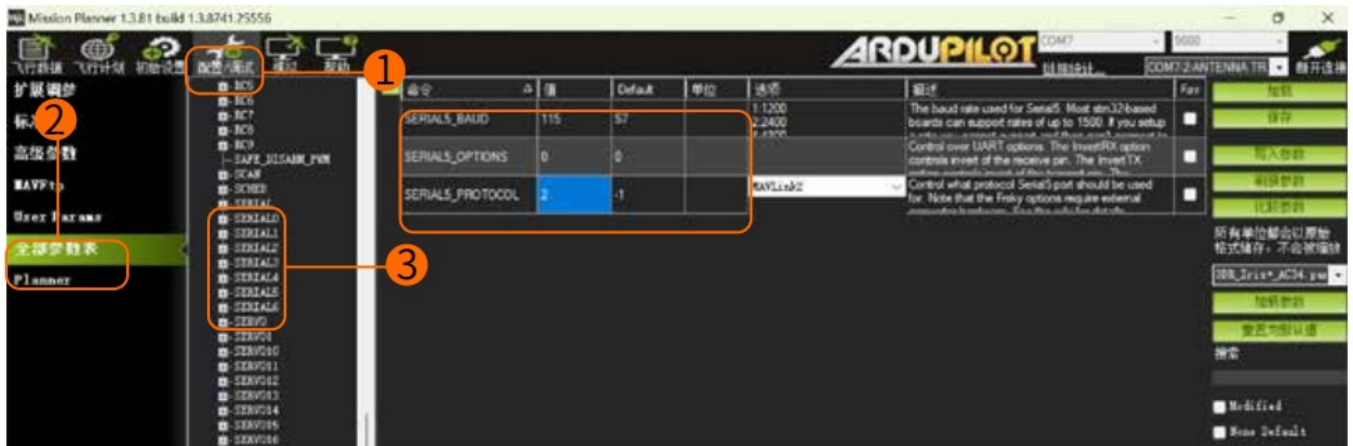 Mission Planner 1.3.81 build 1.3.8741.25556
飞行数据 飞行计划 初始设置 配置/调试 模拟 帮助
ARDUPILOT
COM7
链接统计...
COM7-2-ANTENNA TR
断开连接
1
2
3
扩展调参
高级参数
MAVFtp
User Params
全部参数表
Planner
RC5
RC6
RC7
RC8
RC9
SAFE_DISARM_PWM
SCAN
SCHED
SERIAL
SERIAL0
SERIAL1
SERIAL2
SERIAL3
SERIAL4
SERIAL5
SERIAL6
SERVO
SERVO1
SERVO10
SERVO11
SERVO12
SERVO13
SERVO14
SERVO15
SERVO16
命令 值 Default 单位 选项 描述 Fav
SERIAL5_BAUD 115 57
1:1200
2:2400
The baud rate used for Serial5. Most stm32-based
boards can support rates of up to 1500. If you setup
SERIAL5_OPTIONS 0 0
Control over UART options. The InvertRX option
controls invert of the receive pin. The InvertTX
SERIAL5_PROTOCOL 2 -1 MAVLink2
Control what protocol Serial5 port should be used
for. Note that the Frsky options require external
加载
保存
写入参数
刷新参数
比较参数
所有单位都会以原始
格式储存，不会被缩放
3DR_Iris+_AC34.par
加载参数
重置为默认值
搜索
Modified
None Default